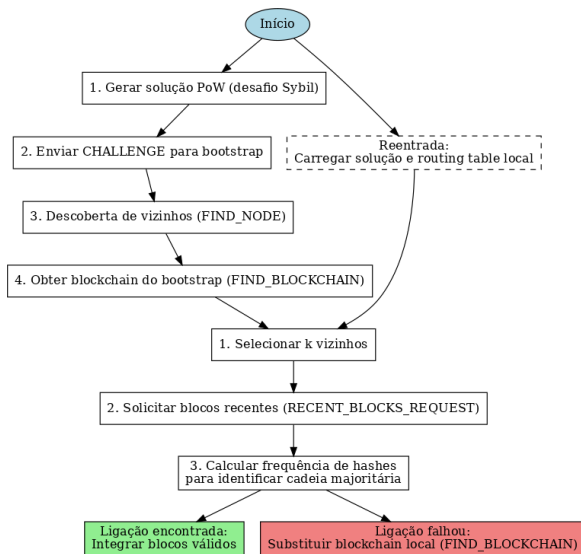 Início
1. Gerar solução PoW (desafio Sybil)
2. Enviar CHALLENGE para bootstrap
Reentrada:
Carregar solução e routing table local
3. Descoberta de vizinhos (FIND_NODE)
4. Obter blockchain do bootstrap (FIND_BLOCKCHAIN)
1. Selecionar k vizinhos
2. Solicitar blocos recentes (RECENT_BLOCKS_REQUEST)
3. Calcular frequência de hashes
para identificar cadeia majoritária
Ligação encontrada:
Integrar blocos válidos
Ligação falhou:
Substituir blockchain local (FIND_BLOCKCHAIN)